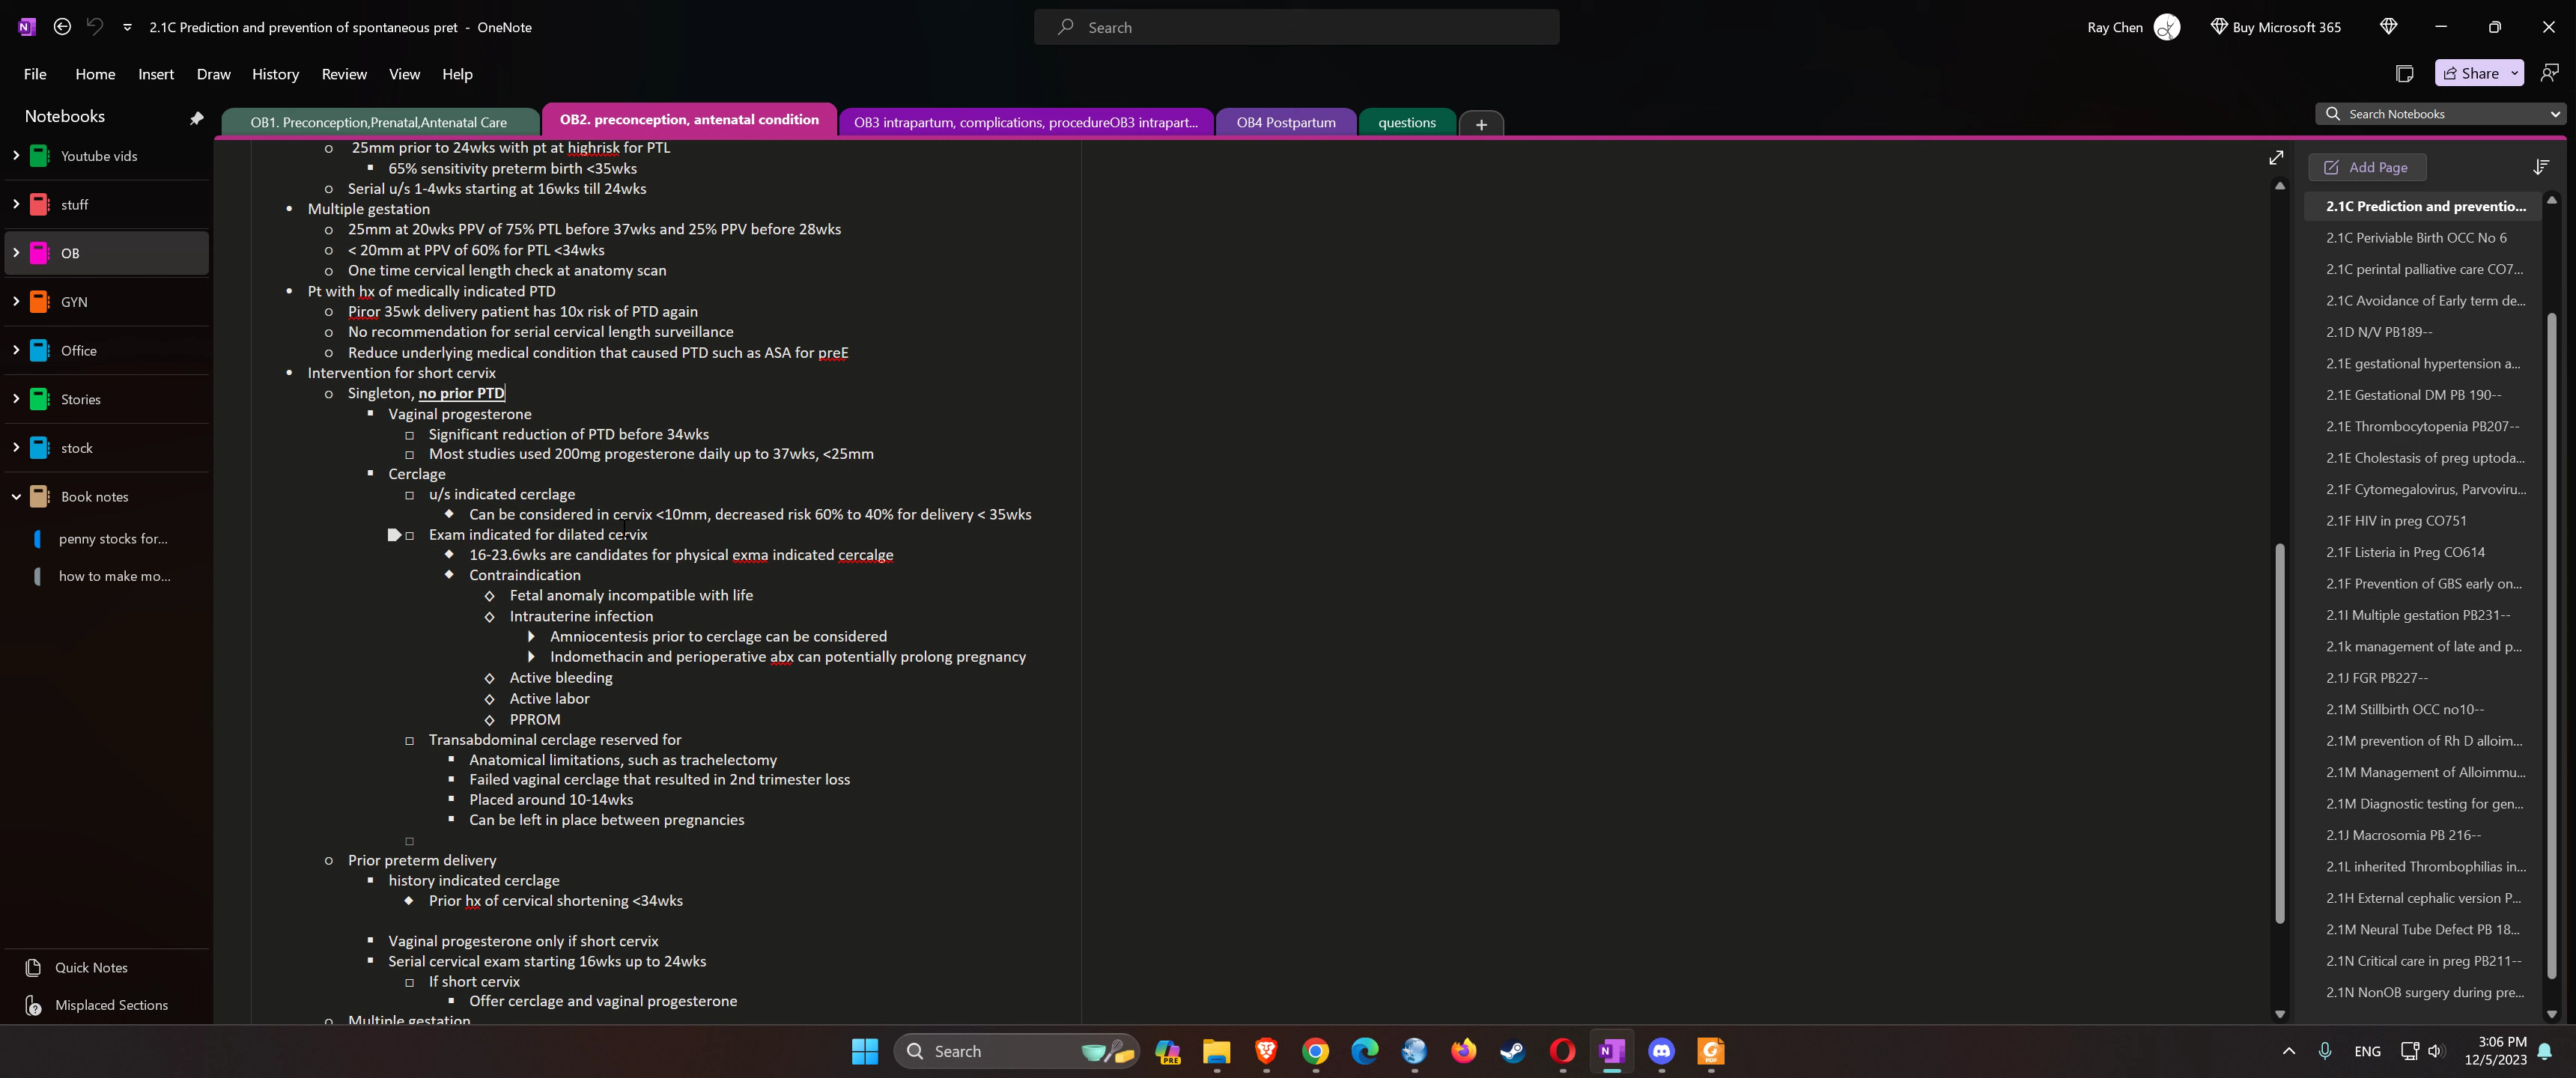 2.1C Prediction and prevention of spontaneous pret - OneNote
Search
Ray Chen
Buy Microsoft 365
File Home Insert Draw History Review View Help
Share
Notebooks
OB1. Preconception,Prenatal,Antenatal Care
OB2. preconception, antenatal condition
OB3 intrapartum, complications, procedureOB3 intrapart...
OB4 Postpartum
questions
+
Search Notebooks
Youtube vids
stuff
OB
GYN
Office
Stories
stock
Book notes
penny stocks for...
how to make mo...
Quick Notes
Misplaced Sections
25mm prior to 24wks with pt at highrisk for PTL
65% sensitivity preterm birth <35wks
Serial u/s 1-4wks starting at 16wks till 24wks
Multiple gestation
25mm at 20wks PPV of 75% PTL before 37wks and 25% PPV before 28wks
< 20mm at PPV of 60% for PTL <34wks
One time cervical length check at anatomy scan
Pt with hx of medically indicated PTD
Piror 35wk delivery patient has 10x risk of PTD again
No recommendation for serial cervical length surveillance
Reduce underlying medical condition that caused PTD such as ASA for preE
Intervention for short cervix
Singleton, no prior PTD
Vaginal progesterone
Significant reduction of PTD before 34wks
Most studies used 200mg progesterone daily up to 37wks, <25mm
Cerclage
u/s indicated cerclage
Can be considered in cervix <10mm, decreased risk 60% to 40% for delivery < 35wks
Exam indicated for dilated cervix
16-23.6wks are candidates for physical exma indicated cercalge
Contraindication
Fetal anomaly incompatible with life
Intrauterine infection
Amniocentesis prior to cerclage can be considered
Indomethacin and perioperative abx can potentially prolong pregnancy
Active bleeding
Active labor
PPROM
Transabdominal cerclage reserved for
Anatomical limitations, such as trachelectomy
Failed vaginal cerclage that resulted in 2nd trimester loss
Placed around 10-14wks
Can be left in place between pregnancies
Prior preterm delivery
history indicated cerclage
Prior hx of cervical shortening <34wks
Vaginal progesterone only if short cervix
Serial cervical exam starting 16wks up to 24wks
If short cervix
Offer cerclage and vaginal progesterone
Multiple gestation
Add Page
2.1C Prediction and preventio...
2.1C Periviable Birth OCC No 6
2.1C perintal palliative care CO7...
2.1C Avoidance of Early term de...
2.1D N/V PB189--
2.1E gestational hypertension a...
2.1E Gestational DM PB 190--
2.1E Thrombocytopenia PB207--
2.1E Cholestasis of preg uptoda...
2.1F Cytomegalovirus, Parvoviru...
2.1F HIV in preg CO751
2.1F Listeria in Preg CO614
2.1F Prevention of GBS early on...
2.1I Multiple gestation PB231--
2.1k management of late and p...
2.1J FGR PB227--
2.1M Stillbirth OCC no10--
2.1M prevention of Rh D alloim...
2.1M Management of Alloimmu...
2.1M Diagnostic testing for gen...
2.1J Macrosomia PB 216--
2.1L inherited Thrombophilias in...
2.1H External cephalic version P...
2.1M Neural Tube Defect PB 18...
2.1N Critical care in preg PB211--
2.1N NonOB surgery during pre...
Search
PRE
ENG
3:06 PM
12/5/2023